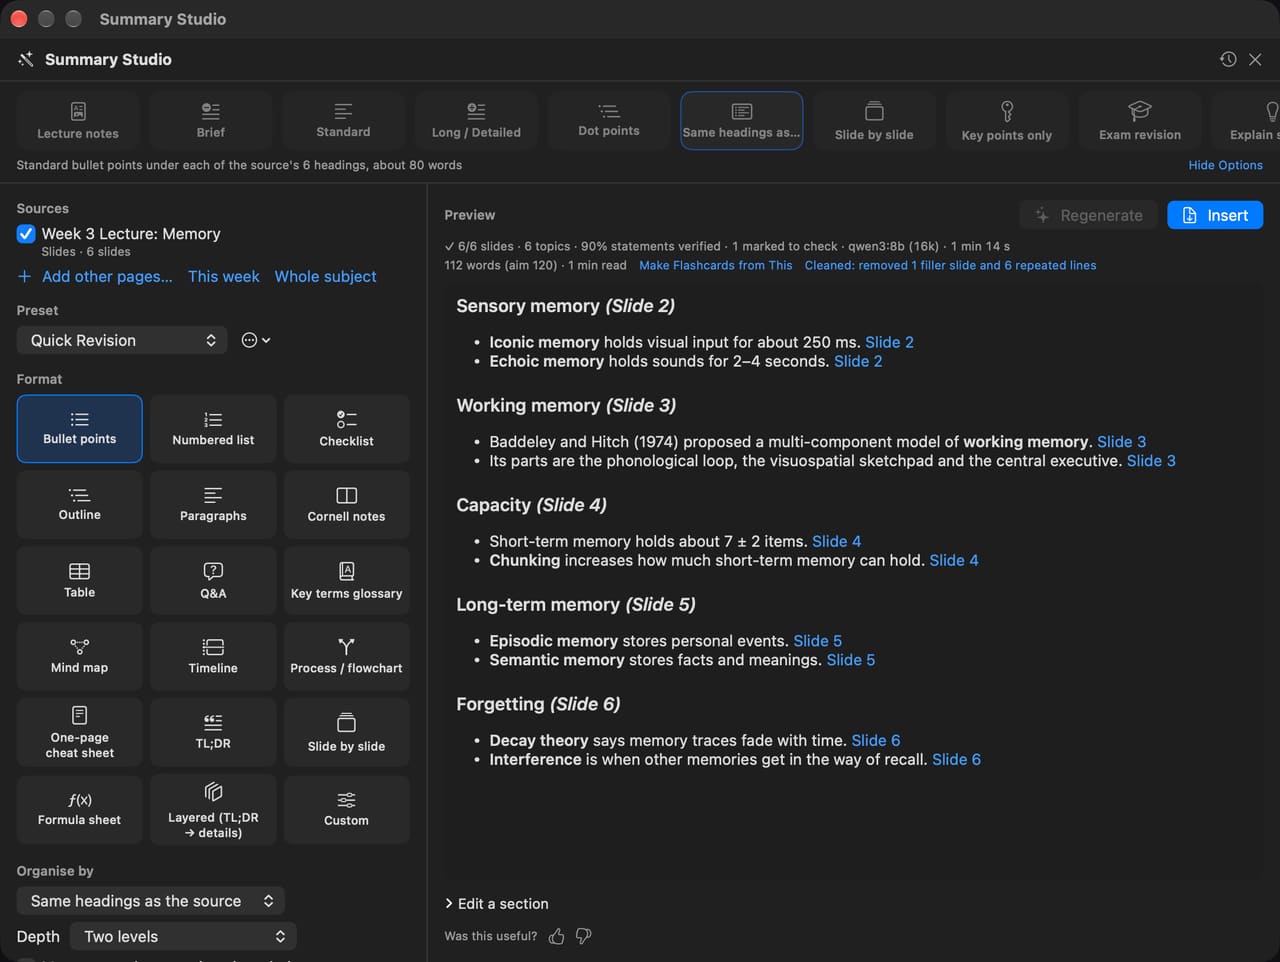 Summary Studio
Summary Studio
Lecture notes
Brief
Standard
Long / Detailed
Dot points
Same headings as...
Slide by slide
Key points only
Exam revision
Explain
Standard bullet points under each of the source's 6 headings, about 80 words
Hide Options
Sources
Week 3 Lecture: Memory
Slides · 6 slides
+ Add other pages...
This week
Whole subject
Preset
Quick Revision
Format
Bullet points
Numbered list
Checklist
Outline
Paragraphs
Cornell notes
Table
Q&A
Key terms glossary
Mind map
Timeline
Process / flowchart
One-page
cheat sheet
TL;DR
Slide by slide
f(x)
Formula sheet
Layered (TL;DR
→ details)
Custom
Organise by
Same headings as the source
Depth
Two levels
Preview
Regenerate
Insert
✓ 6/6 slides · 6 topics · 90% statements verified · 1 marked to check · qwen3:8b (16k) · 1 min 14 s
112 words (aim 120) · 1 min read
Make Flashcards from This
Cleaned: removed 1 filler slide and 6 repeated lines
Sensory memory (Slide 2)
• Iconic memory holds visual input for about 250 ms. Slide 2
• Echoic memory holds sounds for 2–4 seconds. Slide 2
Working memory (Slide 3)
• Baddeley and Hitch (1974) proposed a multi-component model of working memory. Slide 3
• Its parts are the phonological loop, the visuospatial sketchpad and the central executive. Slide 3
Capacity (Slide 4)
• Short-term memory holds about 7 ± 2 items. Slide 4
• Chunking increases how much short-term memory can hold. Slide 4
Long-term memory (Slide 5)
• Episodic memory stores personal events. Slide 5
• Semantic memory stores facts and meanings. Slide 5
Forgetting (Slide 6)
• Decay theory says memory traces fade with time. Slide 6
• Interference is when other memories get in the way of recall. Slide 6
Edit a section
Was this useful?